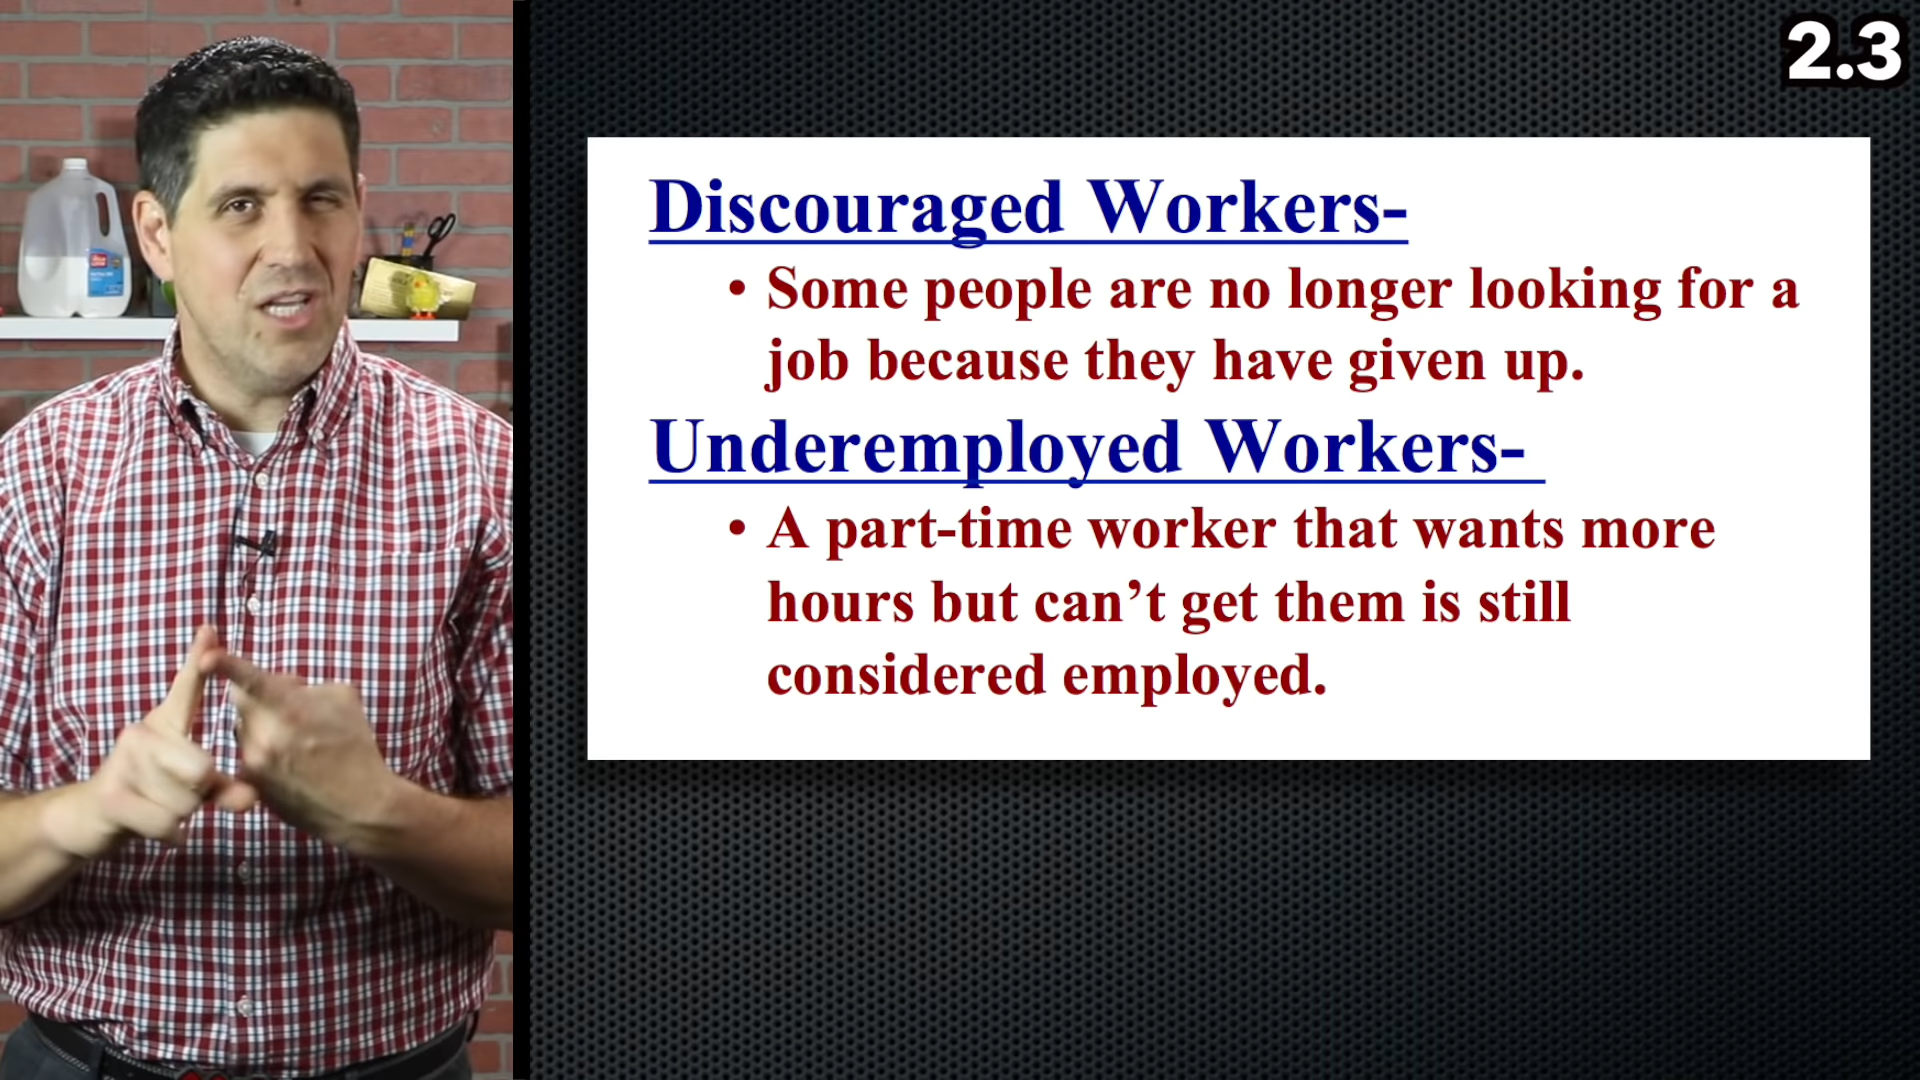 2.3
Discouraged Workers-
• Some people are no longer looking for a
job because they have given up.
Underemployed Workers-
• A part-time worker that wants more
hours but can't get them is still
considered employed.